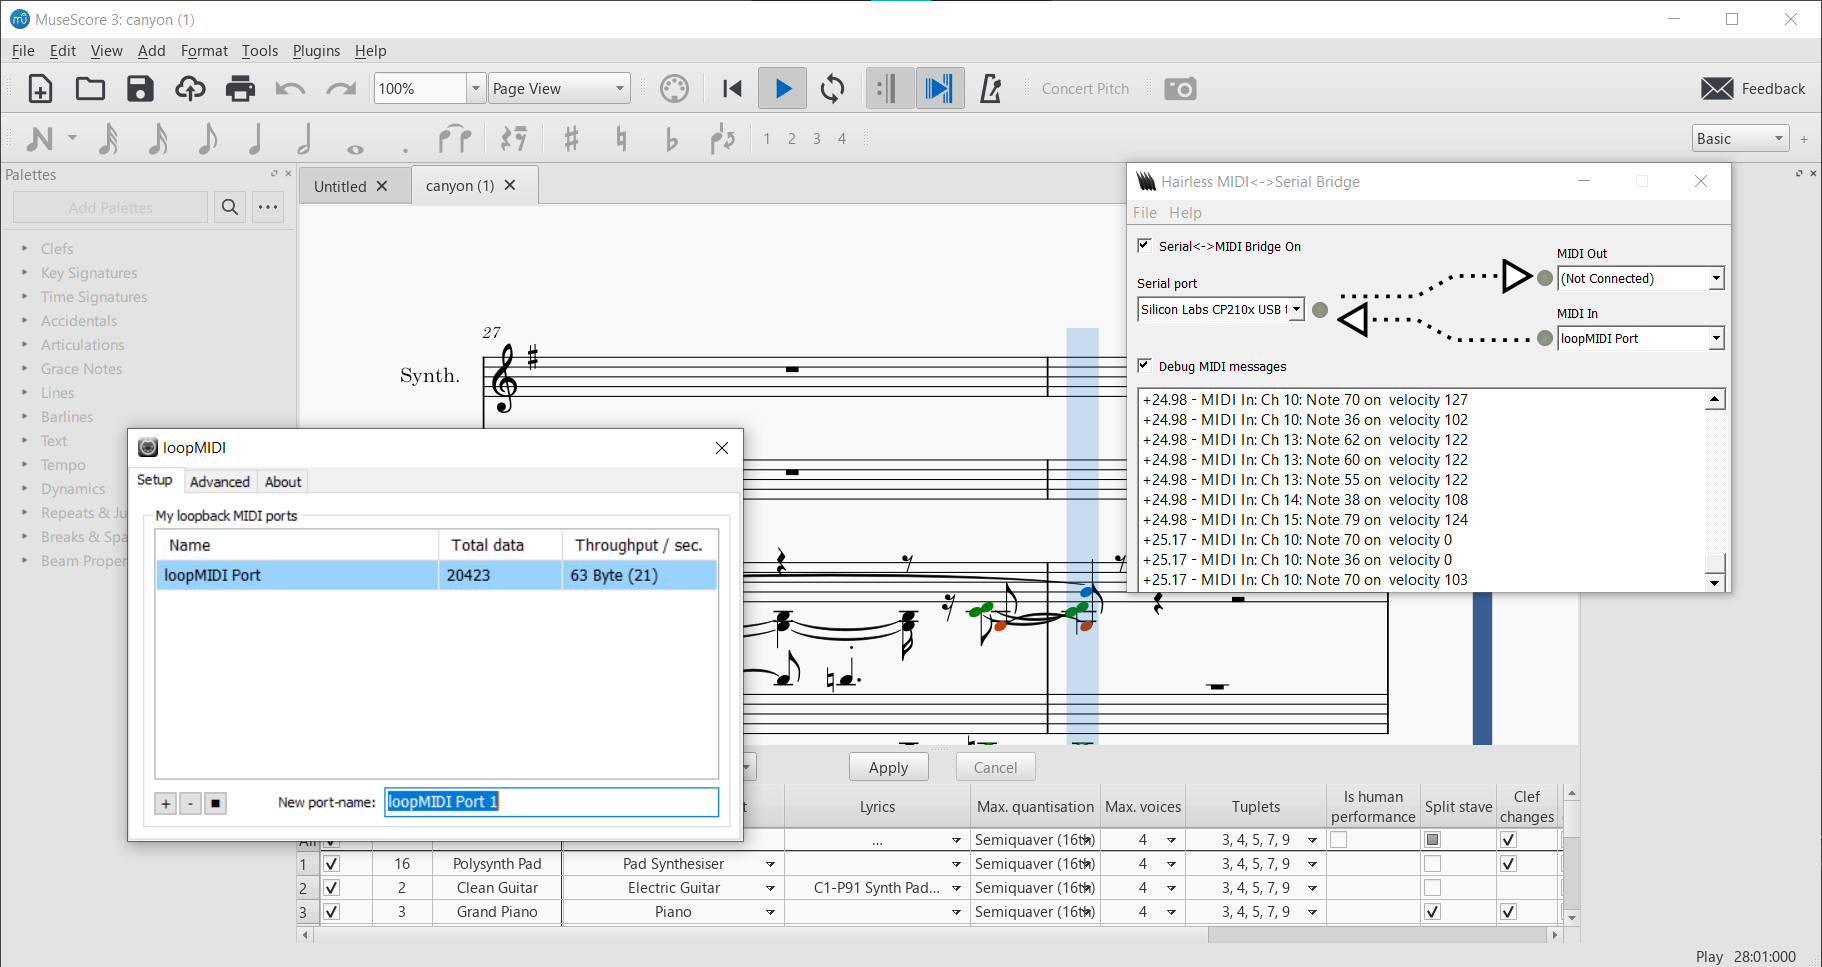 MuseScore 3: canyon (1)
File Edit View Add Format Tools Plugins Help
100% Page View Concert Pitch Feedback
1 2 3 4 Basic +
Palettes
Add Palettes
Clefs
Key Signatures
Time Signatures
Accidentals
Articulations
Grace Notes
Lines
Barlines
Text
Tempo
Dynamics
Repeats & Ju
Breaks & Spa
Beam Proper
Untitled canyon (1)
27
Synth.
Hairless MIDI<->Serial Bridge
File Help
Serial<->MIDI Bridge On
MIDI Out
(Not Connected)
Serial port
Silicon Labs CP210x USB t
MIDI In
loopMIDI Port
Debug MIDI messages
+24.98 - MIDI In: Ch 10: Note 70 on velocity 127
+24.98 - MIDI In: Ch 10: Note 36 on velocity 102
+24.98 - MIDI In: Ch 13: Note 62 on velocity 122
+24.98 - MIDI In: Ch 13: Note 60 on velocity 122
+24.98 - MIDI In: Ch 13: Note 55 on velocity 122
+24.98 - MIDI In: Ch 14: Note 38 on velocity 108
+24.98 - MIDI In: Ch 15: Note 79 on velocity 124
+25.17 - MIDI In: Ch 10: Note 70 on velocity 0
+25.17 - MIDI In: Ch 10: Note 36 on velocity 0
+25.17 - MIDI In: Ch 10: Note 70 on velocity 103
loopMIDI
Setup Advanced About
My loopback MIDI ports
Name Total data Throughput / sec.
loopMIDI Port 20423 63 Byte (21)
+ - New port-name: loopMIDI Port 1
Apply Cancel
t Lyrics Max. quantisation Max. voices Tuplets Is human performance Split stave Clef changes
All ... Semiquaver (16th) 4 3, 4, 5, 7, 9
1 16 Polysynth Pad Pad Synthesiser Semiquaver (16th) 4 3, 4, 5, 7, 9
2 2 Clean Guitar Electric Guitar C1-P91 Synth Pad... Semiquaver (16th) 4 3, 4, 5, 7, 9
3 3 Grand Piano Piano Semiquaver (16th) 4 3, 4, 5, 7, 9
Play 28:01:000